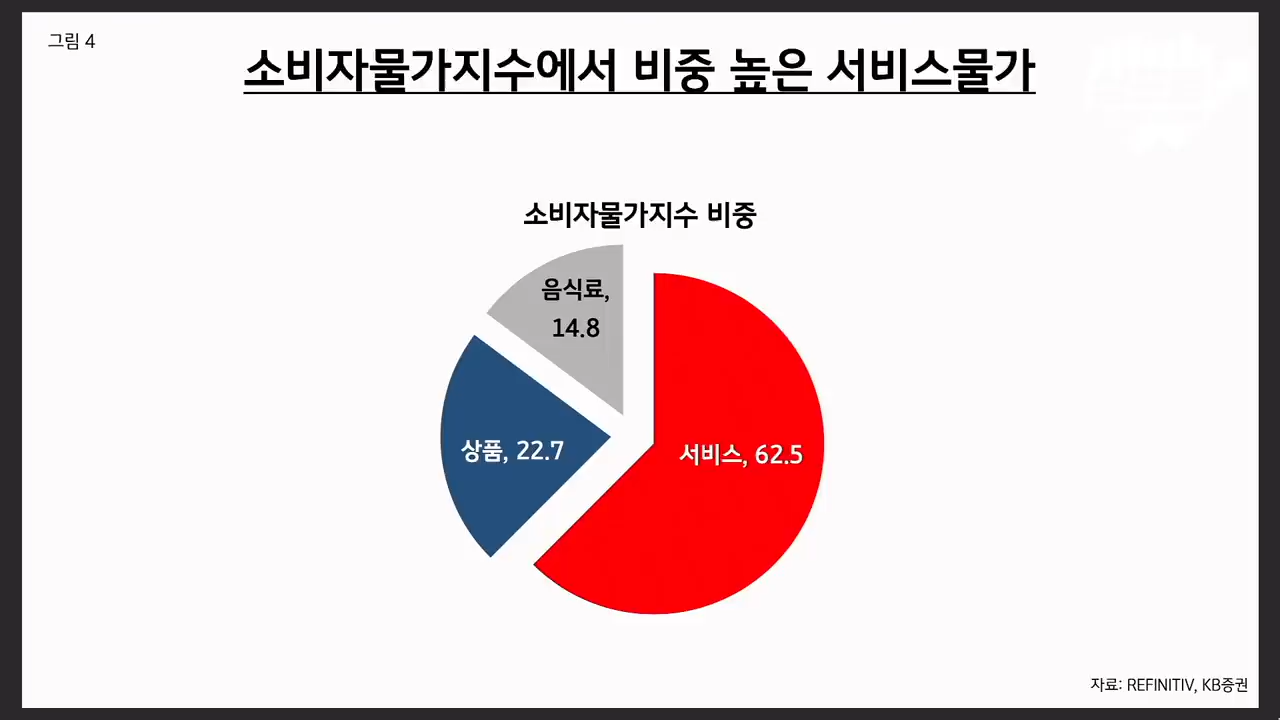 그림 4
소비자물가지수에서 비중 높은 서비스물가
소비자물가지수 비중
음식료,
14.8
상품, 22.7
서비스, 62.5
자료: REFINITIV, KB증권